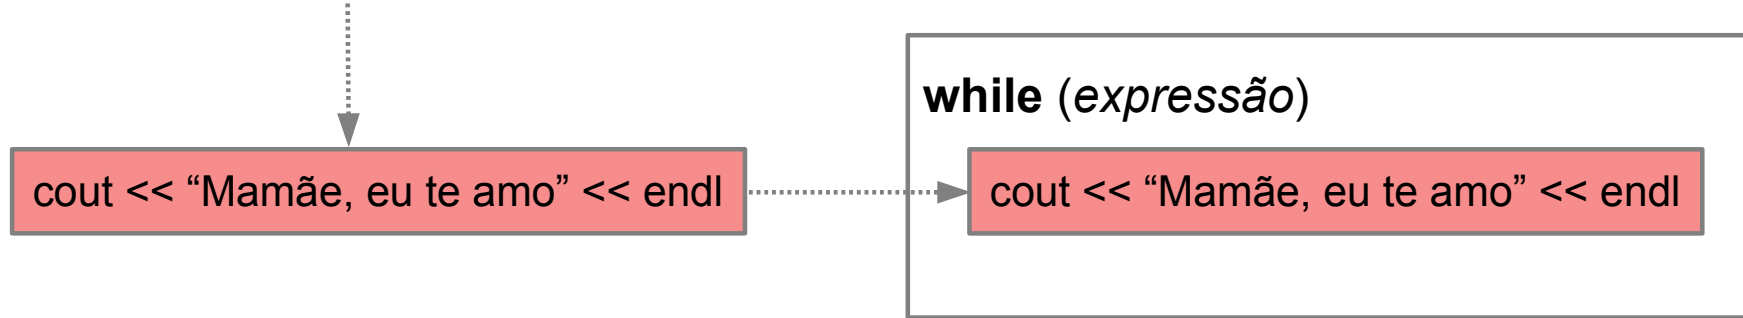 while (expressão)
cout << “Mamãe, eu te amo” << endl
cout << “Mamãe, eu te amo” << endl